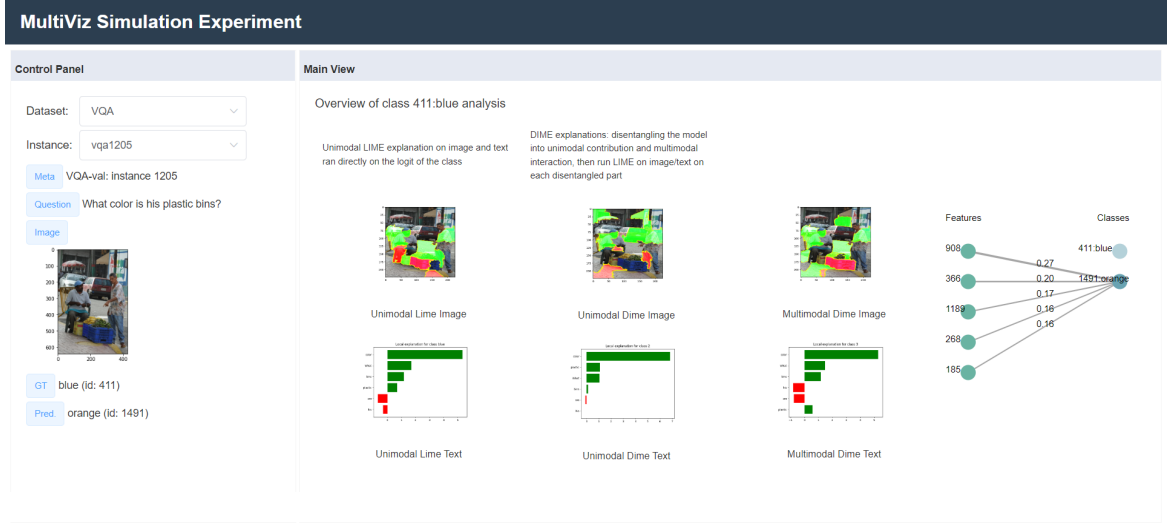 MultiViz Simulation Experiment
Control Panel
Dataset:
VQA
Instance:
vqa1205
Meta
VQA-val: instance 1205
Question
What color is his plastic bins?
Image
0
100
200
300
400
500
600
0
200
400
GT
blue (id: 411)
Pred.
orange (id: 1491)
Main View
Overview of class 411:blue analysis
Unimodal LIME explanation on image and text
ran directly on the logit of the class
DIME explanations: disentangling the model
into unimodal contribution and multimodal
interaction, then run LIME on image/text on
each disentangled part
Unimodal Lime Image
Unimodal Dime Image
Multimodal Dime Image
Local explanation for class blue
Unimodal Lime Text
Unimodal Dime Text
Multimodal Dime Text
Features
Classes
908
366
1189
268
185
0.27
0.20
0.17
0.16
0.16
411:blue
1491:orange